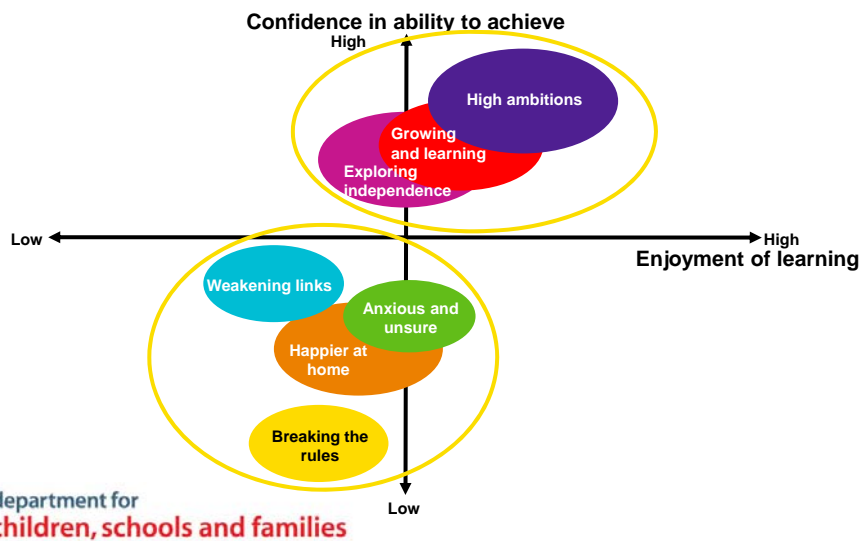 Confidence in ability to achieve
High
High ambitions
Growing
and learning
Exploring
independence
Low
High
Enjoyment of learning
Weakening links
Anxious and
unsure
Happier at
home
Breaking the
rules
Low
department for
children, schools and families